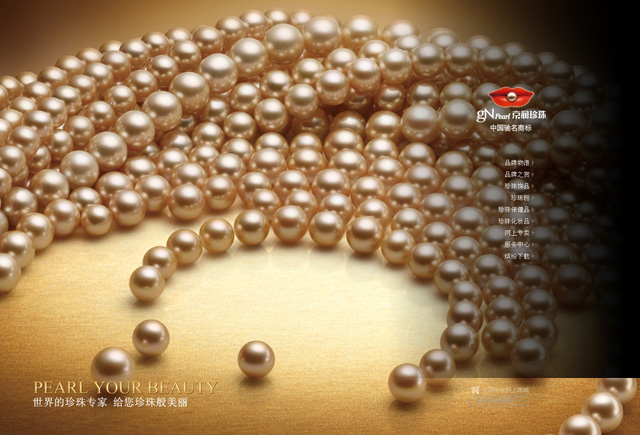 gN Pearl 京润珍珠
中国驰名商标
品牌物语
品牌之赏
珍珠饰品
珍珠粉
珍珠保健品
珍珠化妆品
网上专卖
服务中心
缤纷下载
PEARL YOUR BEAUTY
世界的珍珠专家 给您珍珠般美丽